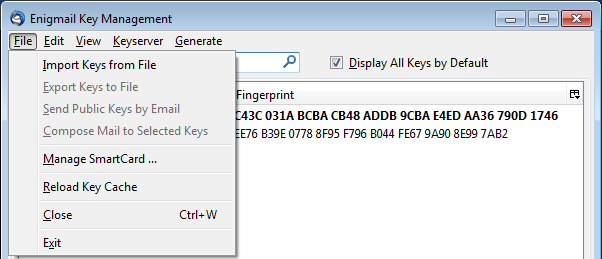 Enigmail Key Management
File Edit View Keyserver Generate
Display All Keys by Default
Fingerprint
C43C 031A BCBA CB48 ADDB 9CBA E4ED AA36 790D 1746
EE76 B39E 0778 8F95 F796 B044 FE67 9A90 8E99 7AB2
Import Keys from File
Export Keys to File
Send Public Keys by Email
Compose Mail to Selected Keys
Manage SmartCard ...
Reload Key Cache
Close Ctrl+W
Exit